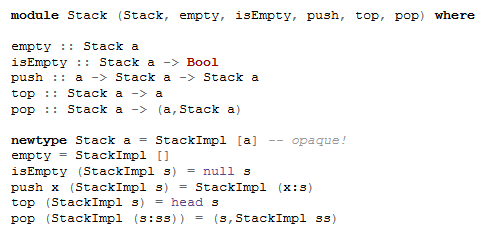 module Stack (Stack, empty, isEmpty, push, top, pop) where
empty :: Stack a
isEmpty :: Stack a -> Bool
push :: a -> Stack a -> Stack a
top :: Stack a -> a
pop :: Stack a -> (a,Stack a)
newtype Stack a = StackImpl [a] -- opaque!
empty = StackImpl []
isEmpty (StackImpl s) = null s
push x (StackImpl s) = StackImpl (x:s)
top (StackImpl s) = head s
pop (StackImpl (s:ss)) = (s,StackImpl ss)